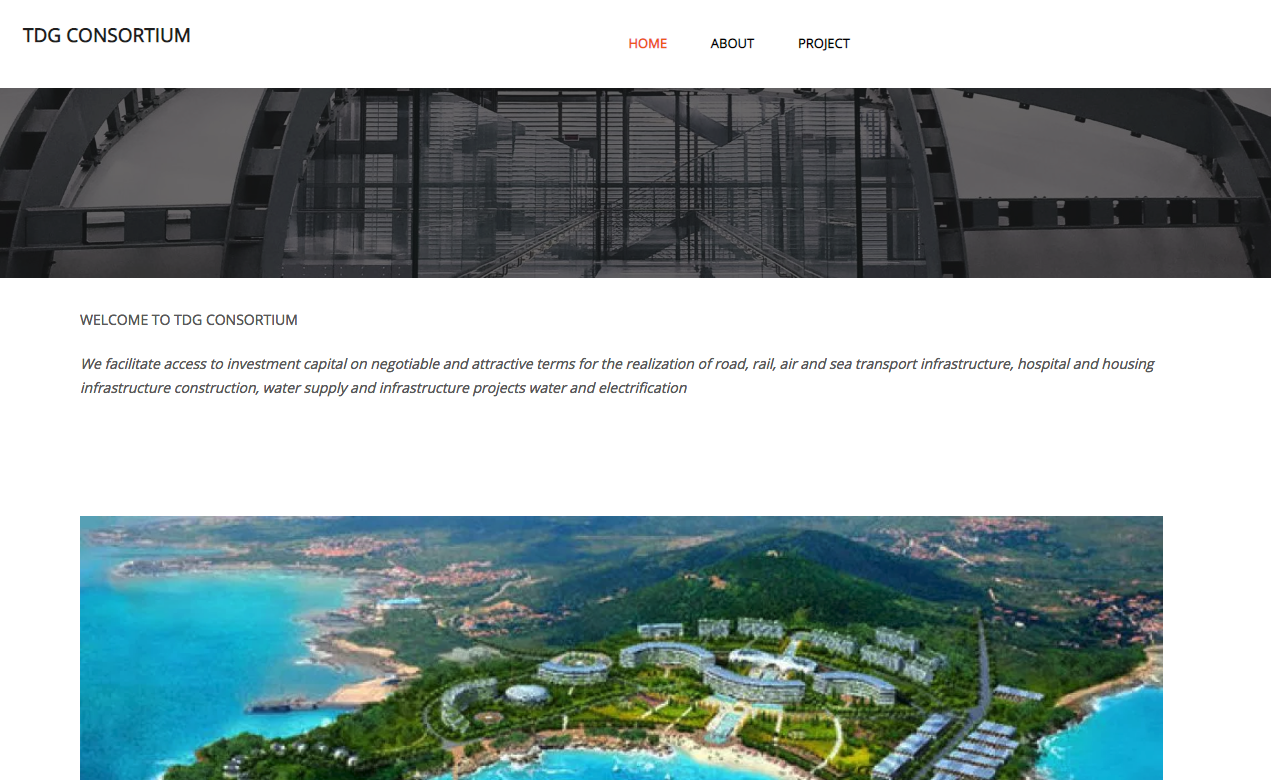 TDG CONSORTIUM
HOME
ABOUT
PROJECT
WELCOME TO TDG CONSORTIUM
We facilitate access to investment capital on negotiable and attractive terms for the realization of road, rail, air and sea transport infrastructure, hospital and housing
infrastructure construction, water supply and infrastructure projects water and electrification